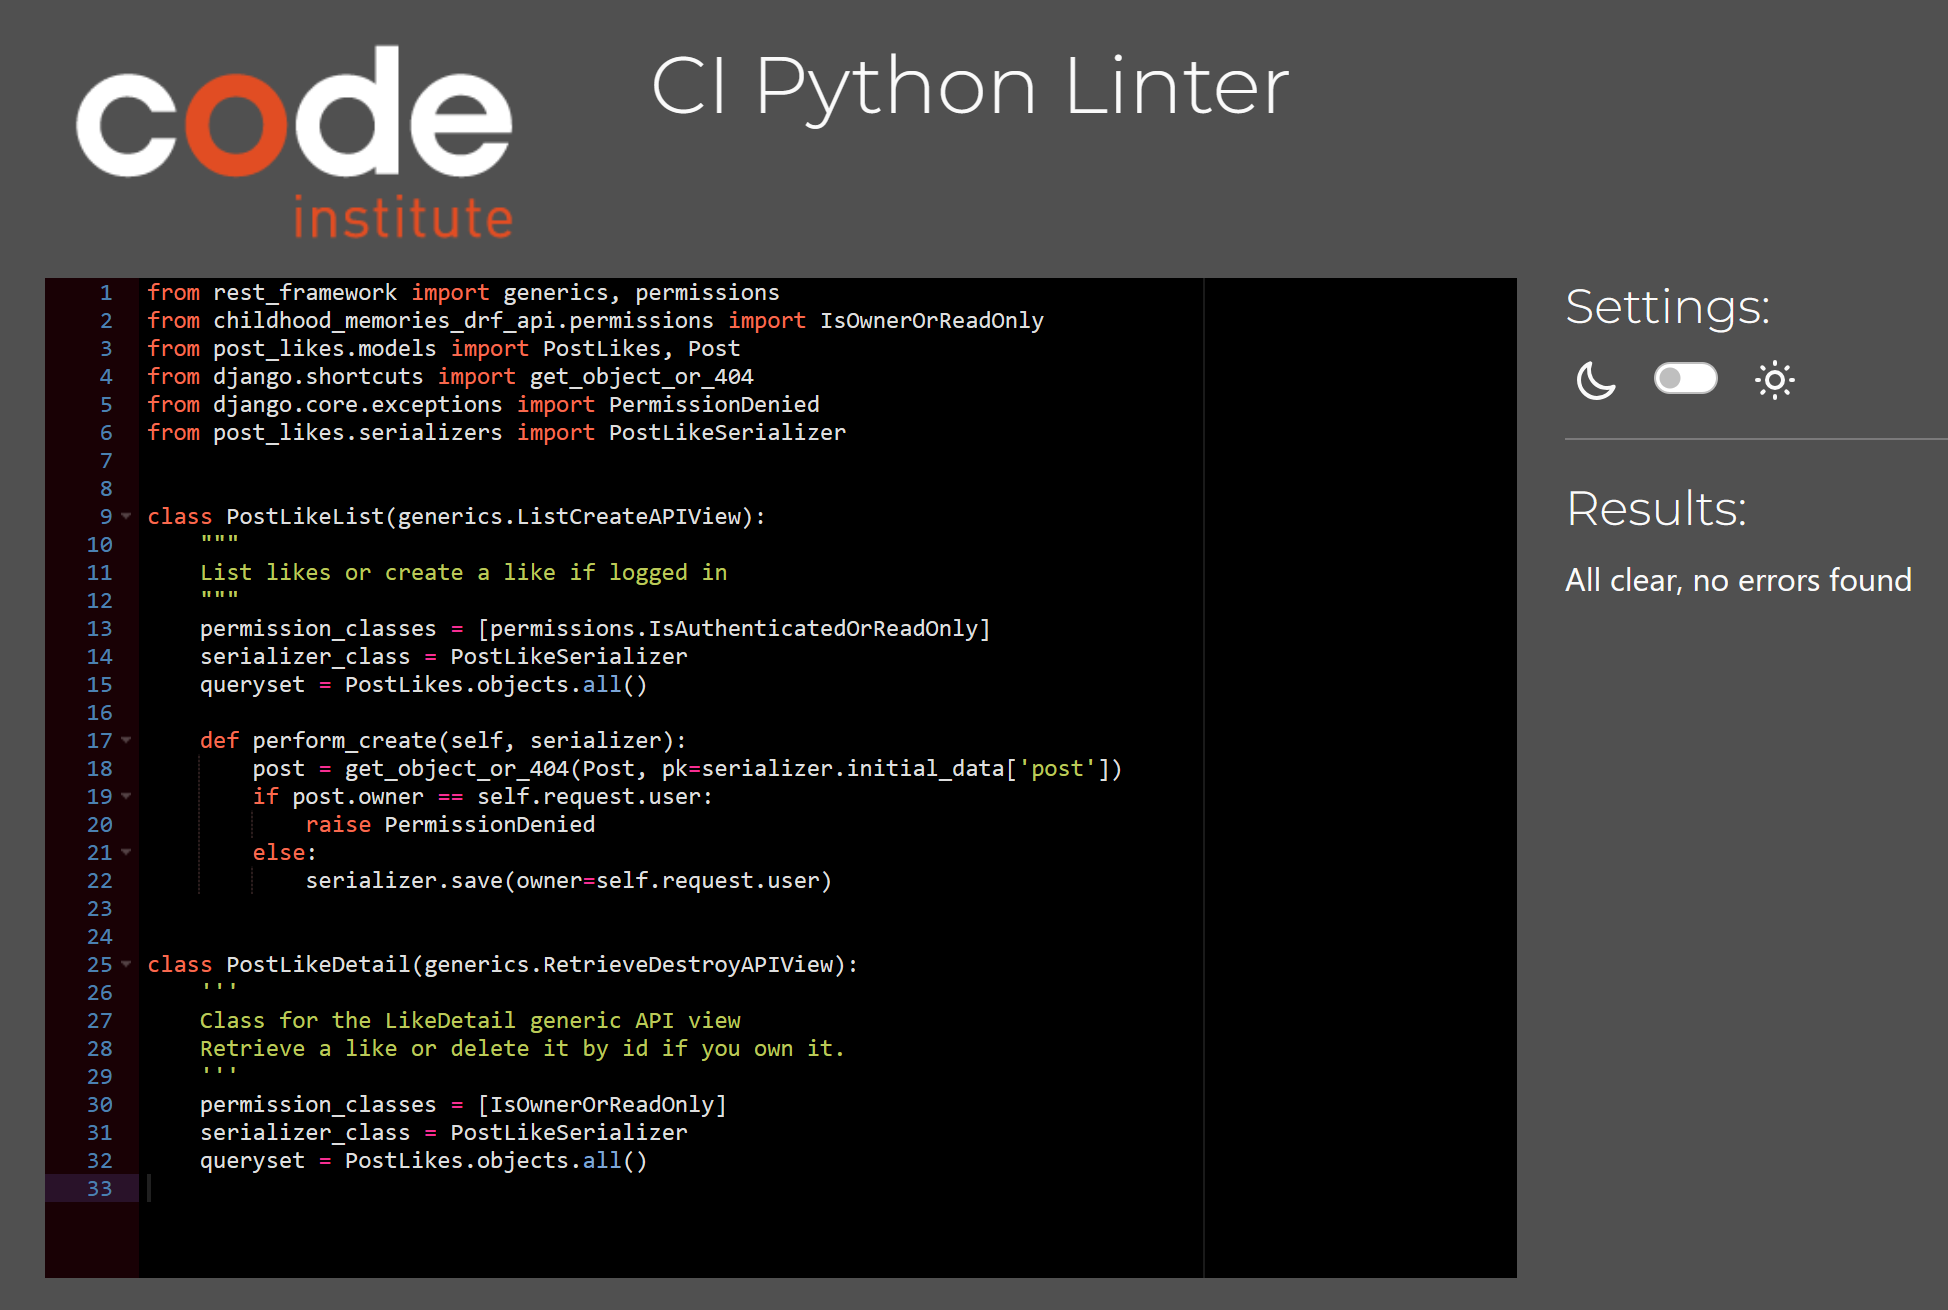 code
institute
CI Python Linter
1 from rest_framework import generics, permissions
2 from childhood_memories_drf_api.permissions import IsOwnerOrReadOnly
3 from post_likes.models import PostLikes, Post
4 from django.shortcuts import get_object_or_404
5 from django.core.exceptions import PermissionDenied
6 from post_likes.serializers import PostLikeSerializer
7
8
9 class PostLikeList(generics.ListCreateAPIView):
10     """
11     List likes or create a like if logged in
12     """
13     permission_classes = [permissions.IsAuthenticatedOrReadOnly]
14     serializer_class = PostLikeSerializer
15     queryset = PostLikes.objects.all()
16
17     def perform_create(self, serializer):
18         post = get_object_or_404(Post, pk=serializer.initial_data['post'])
19         if post.owner == self.request.user:
20             raise PermissionDenied
21         else:
22             serializer.save(owner=self.request.user)
23
24
25 class PostLikeDetail(generics.RetrieveDestroyAPIView):
26     '''
27     Class for the LikeDetail generic API view
28     Retrieve a like or delete it by id if you own it.
29     '''
30     permission_classes = [IsOwnerOrReadOnly]
31     serializer_class = PostLikeSerializer
32     queryset = PostLikes.objects.all()
33
Settings:
Results:
All clear, no errors found